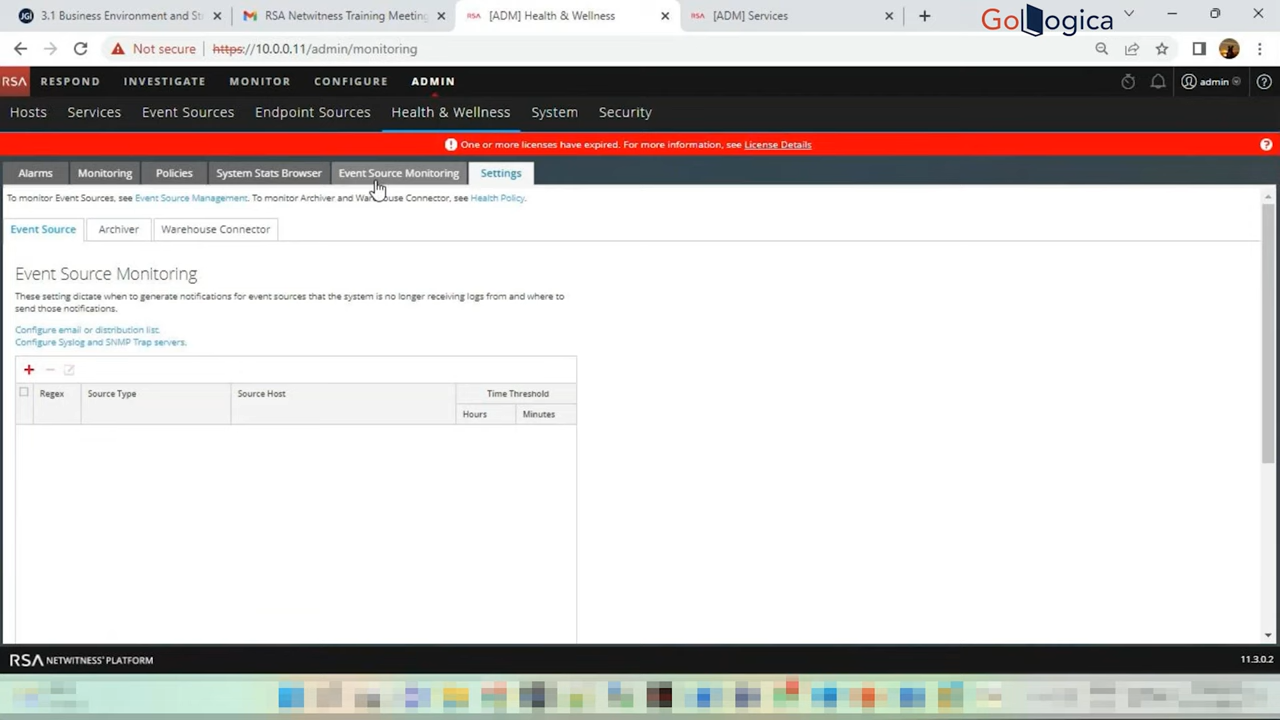 JGI 3.1 Business Environment and St
RSA Netwitness Training Meeting
RSA [ADM] Health & Wellness
RSA [ADM] Services
GoLogica
Not secure https://10.0.0.11/admin/monitoring
RSA RESPOND INVESTIGATE MONITOR CONFIGURE ADMIN admin
Hosts Services Event Sources Endpoint Sources Health & Wellness System Security
One or more licenses have expired. For more information, see License Details
Alarms Monitoring Policies System Stats Browser Event Source Monitoring Settings
To monitor Event Sources, see Event Source Management. To monitor Archiver and Warehouse Connector, see Health Policy.
Event Source Archiver Warehouse Connector
Event Source Monitoring
These setting dictate when to generate notifications for event sources that the system is no longer receiving logs from and where to
send those notifications.
Configure email or distribution list.
Configure Syslog and SNMP Trap servers.
Regex Source Type Source Host Time Threshold
Hours Minutes
RSA NETWITNESS PLATFORM 11.3.0.2